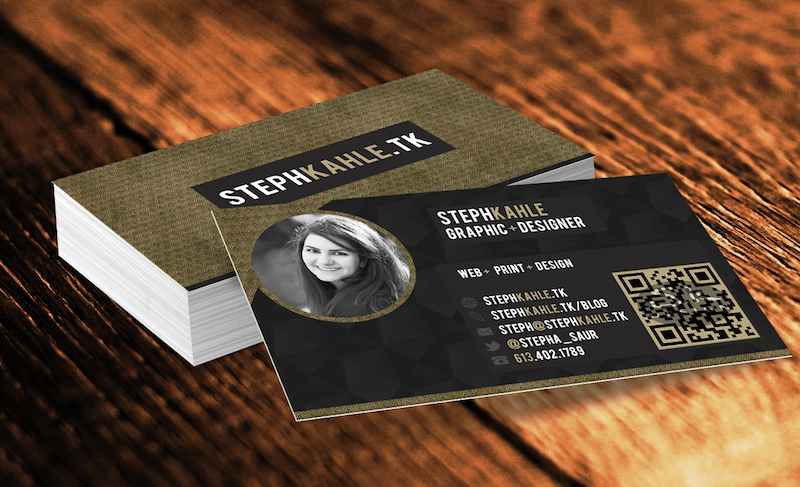 STEPHKAHLE.TK
STEPHKAHLE
GRAPHIC+DESIGNER
WEB+ PRINT+ DESIGN
STEPHKAHLE.TK
STEPHKAHLE.TK/BLOG
STEPH@STEPHKAHLE.TK
@STEPHA_SAUR
613.402.1789